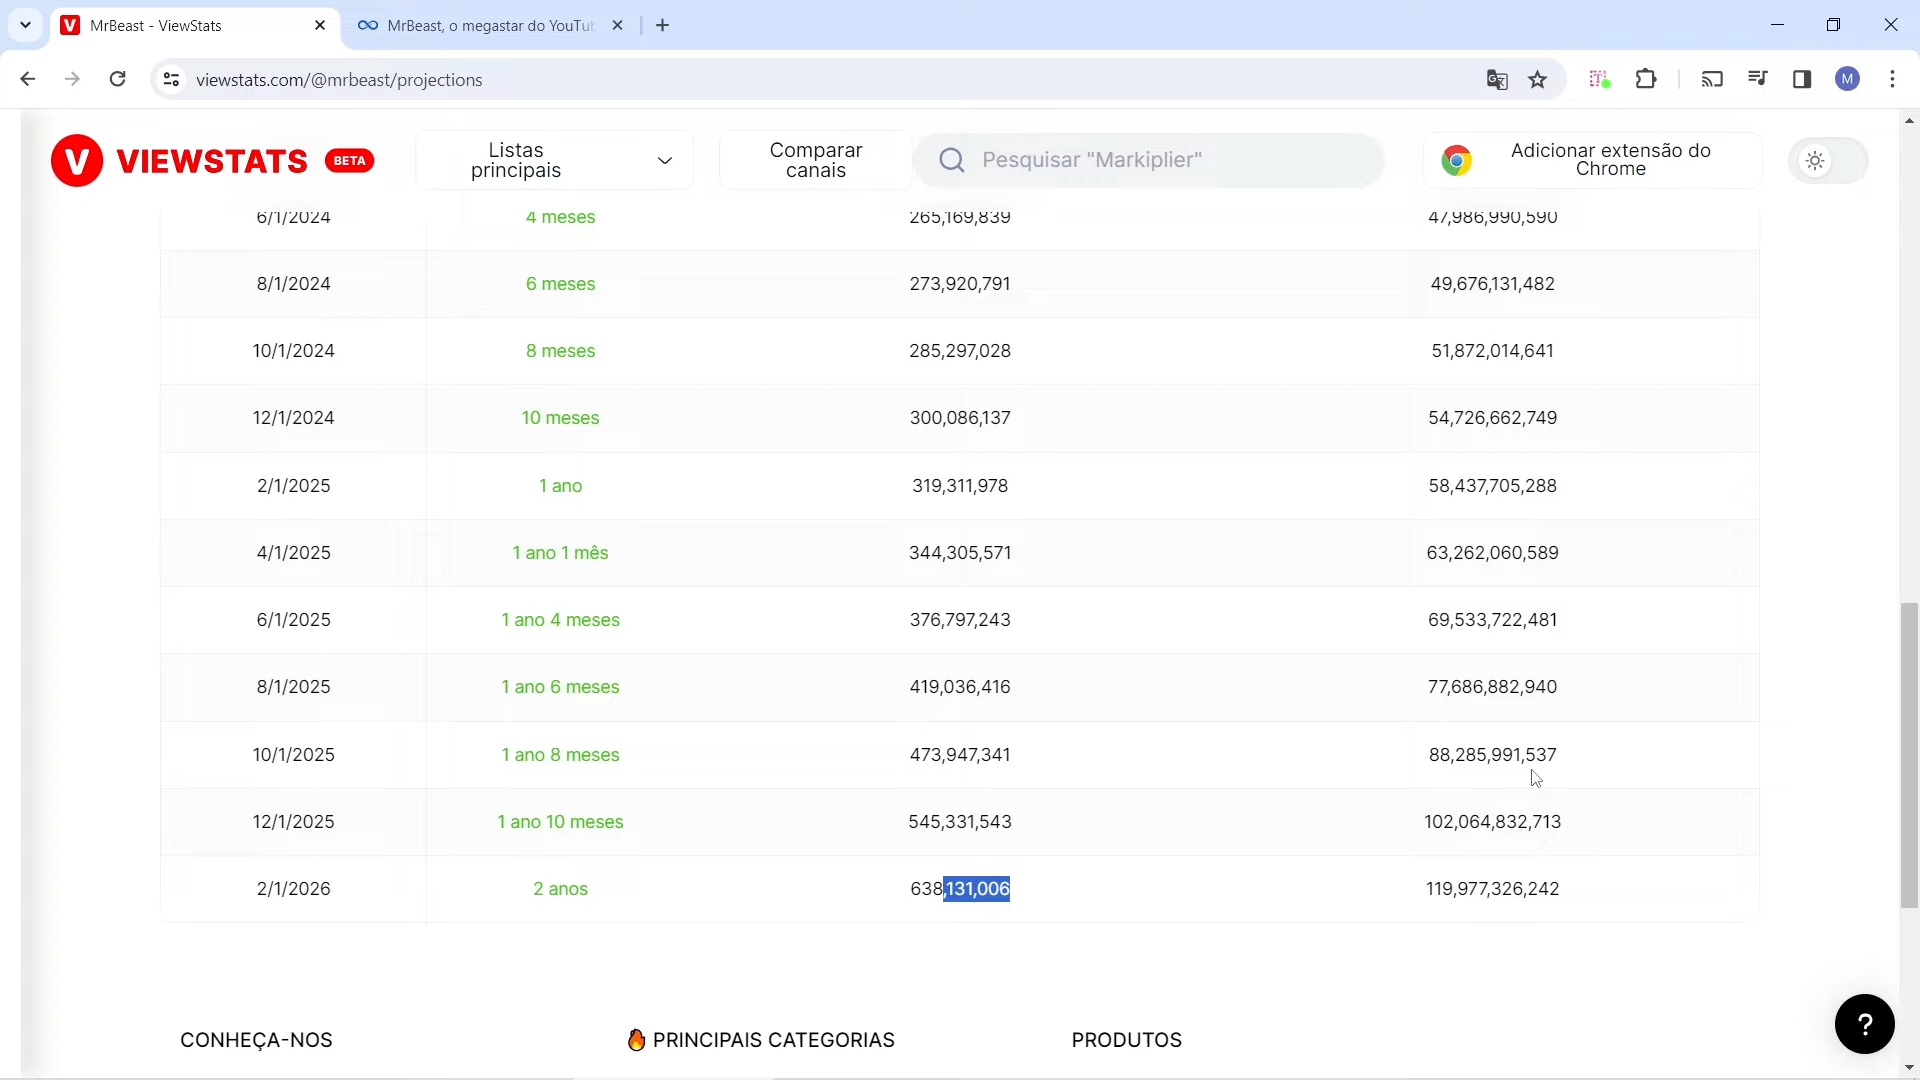 MrBeast - ViewStats
MrBeast, o megastar do YouTu
viewstats.com/@mrbeast/projections
M
V VIEWSTATS BETA
Listas principais
Comparar canais
Pesquisar "Markiplier"
Adicionar extensão do Chrome
6/1/2024 4 meses 265,169,839 47,986,990,590
8/1/2024 6 meses 273,920,791 49,676,131,482
10/1/2024 8 meses 285,297,028 51,872,014,641
12/1/2024 10 meses 300,086,137 54,726,662,749
2/1/2025 1 ano 319,311,978 58,437,705,288
4/1/2025 1 ano 1 mês 344,305,571 63,262,060,589
6/1/2025 1 ano 4 meses 376,797,243 69,533,722,481
8/1/2025 1 ano 6 meses 419,036,416 77,686,882,940
10/1/2025 1 ano 8 meses 473,947,341 88,285,991,537
12/1/2025 1 ano 10 meses 545,331,543 102,064,832,713
2/1/2026 2 anos 638,131,006 119,977,326,242
CONHEÇA-NOS
🔥 PRINCIPAIS CATEGORIAS
PRODUTOS
?